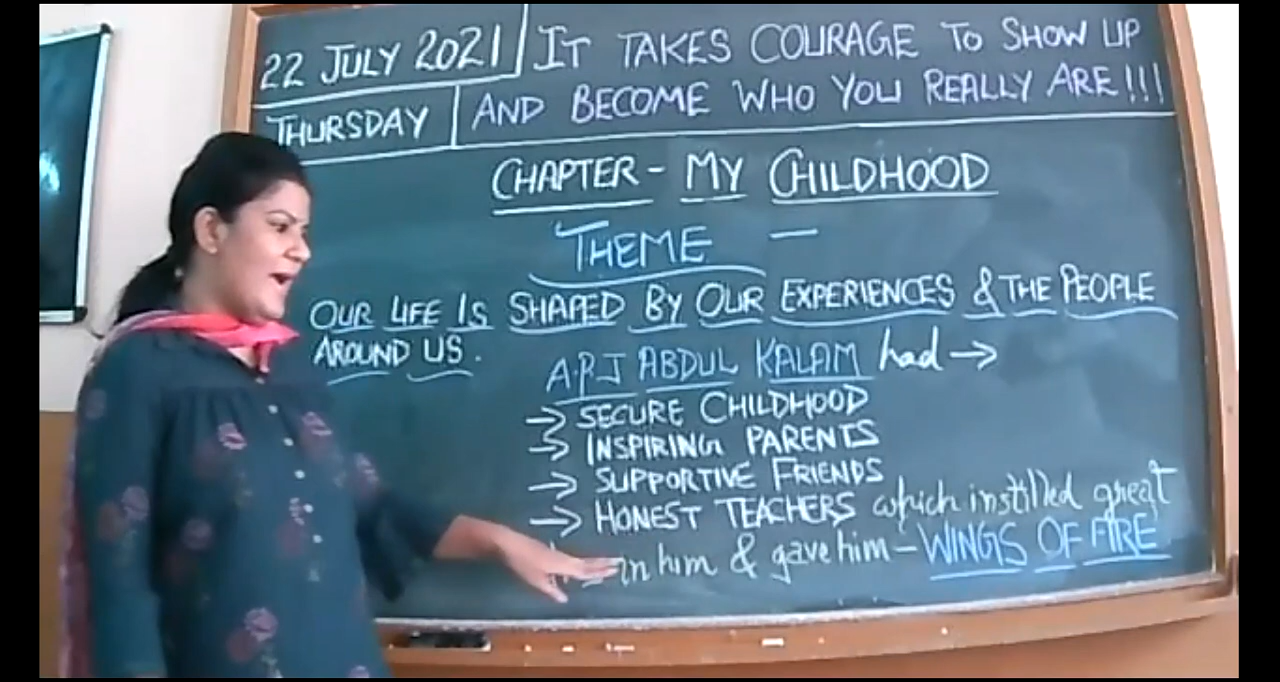 22 JULY 2021
THURSDAY
IT TAKES COURAGE TO SHOW UP
AND BECOME WHO YOU REALLY ARE!!!
CHAPTER - MY CHILDHOOD
THEME -
OUR LIFE IS SHAPED BY OUR EXPERIENCES & THE PEOPLE
AROUND US.
A.P.J ABDUL KALAM had →
→ SECURE CHILDHOOD
→ INSPIRING PARENTS
→ SUPPORTIVE FRIENDS
→ HONEST TEACHERS which instilled great
in him & gave him - WINGS OF FIRE